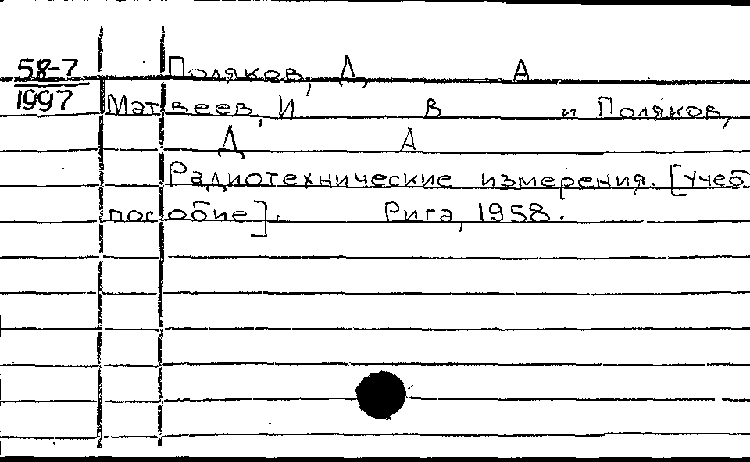 58-7 Поляков, Д, А
1997 Матвеев, И В и Поляков,
Д А
Радиотехнические измерения. [Учеб.
пособие]. Рига, 1958.